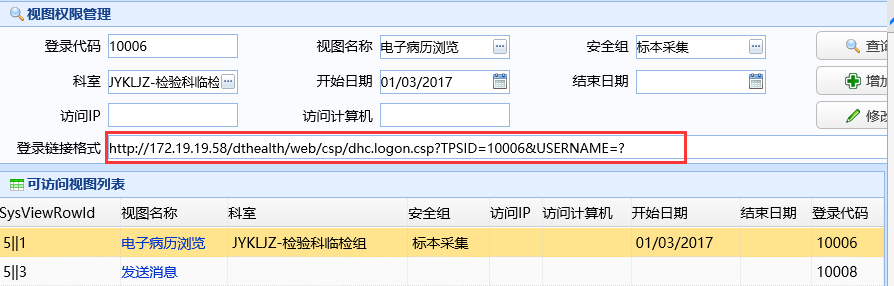 视图权限管理
登录代码 10006 视图名称 电子病历浏览 安全组 标本采集 查询
科室 JYKLJZ-检验科临检 开始日期 01/03/2017 结束日期 增加
访问IP 访问计算机 修改
登录链接格式 http://172.19.19.58/dthealth/web/csp/dhc.logon.csp?TPSID=10006&USERNAME=?
可访问视图列表
SysViewRowId 视图名称 科室 安全组 访问IP 访问计算机 开始日期 结束日期 登录代码
5||1 电子病历浏览 JYKLJZ-检验科临检组 标本采集 01/03/2017 10006
5||3 发送消息 10008